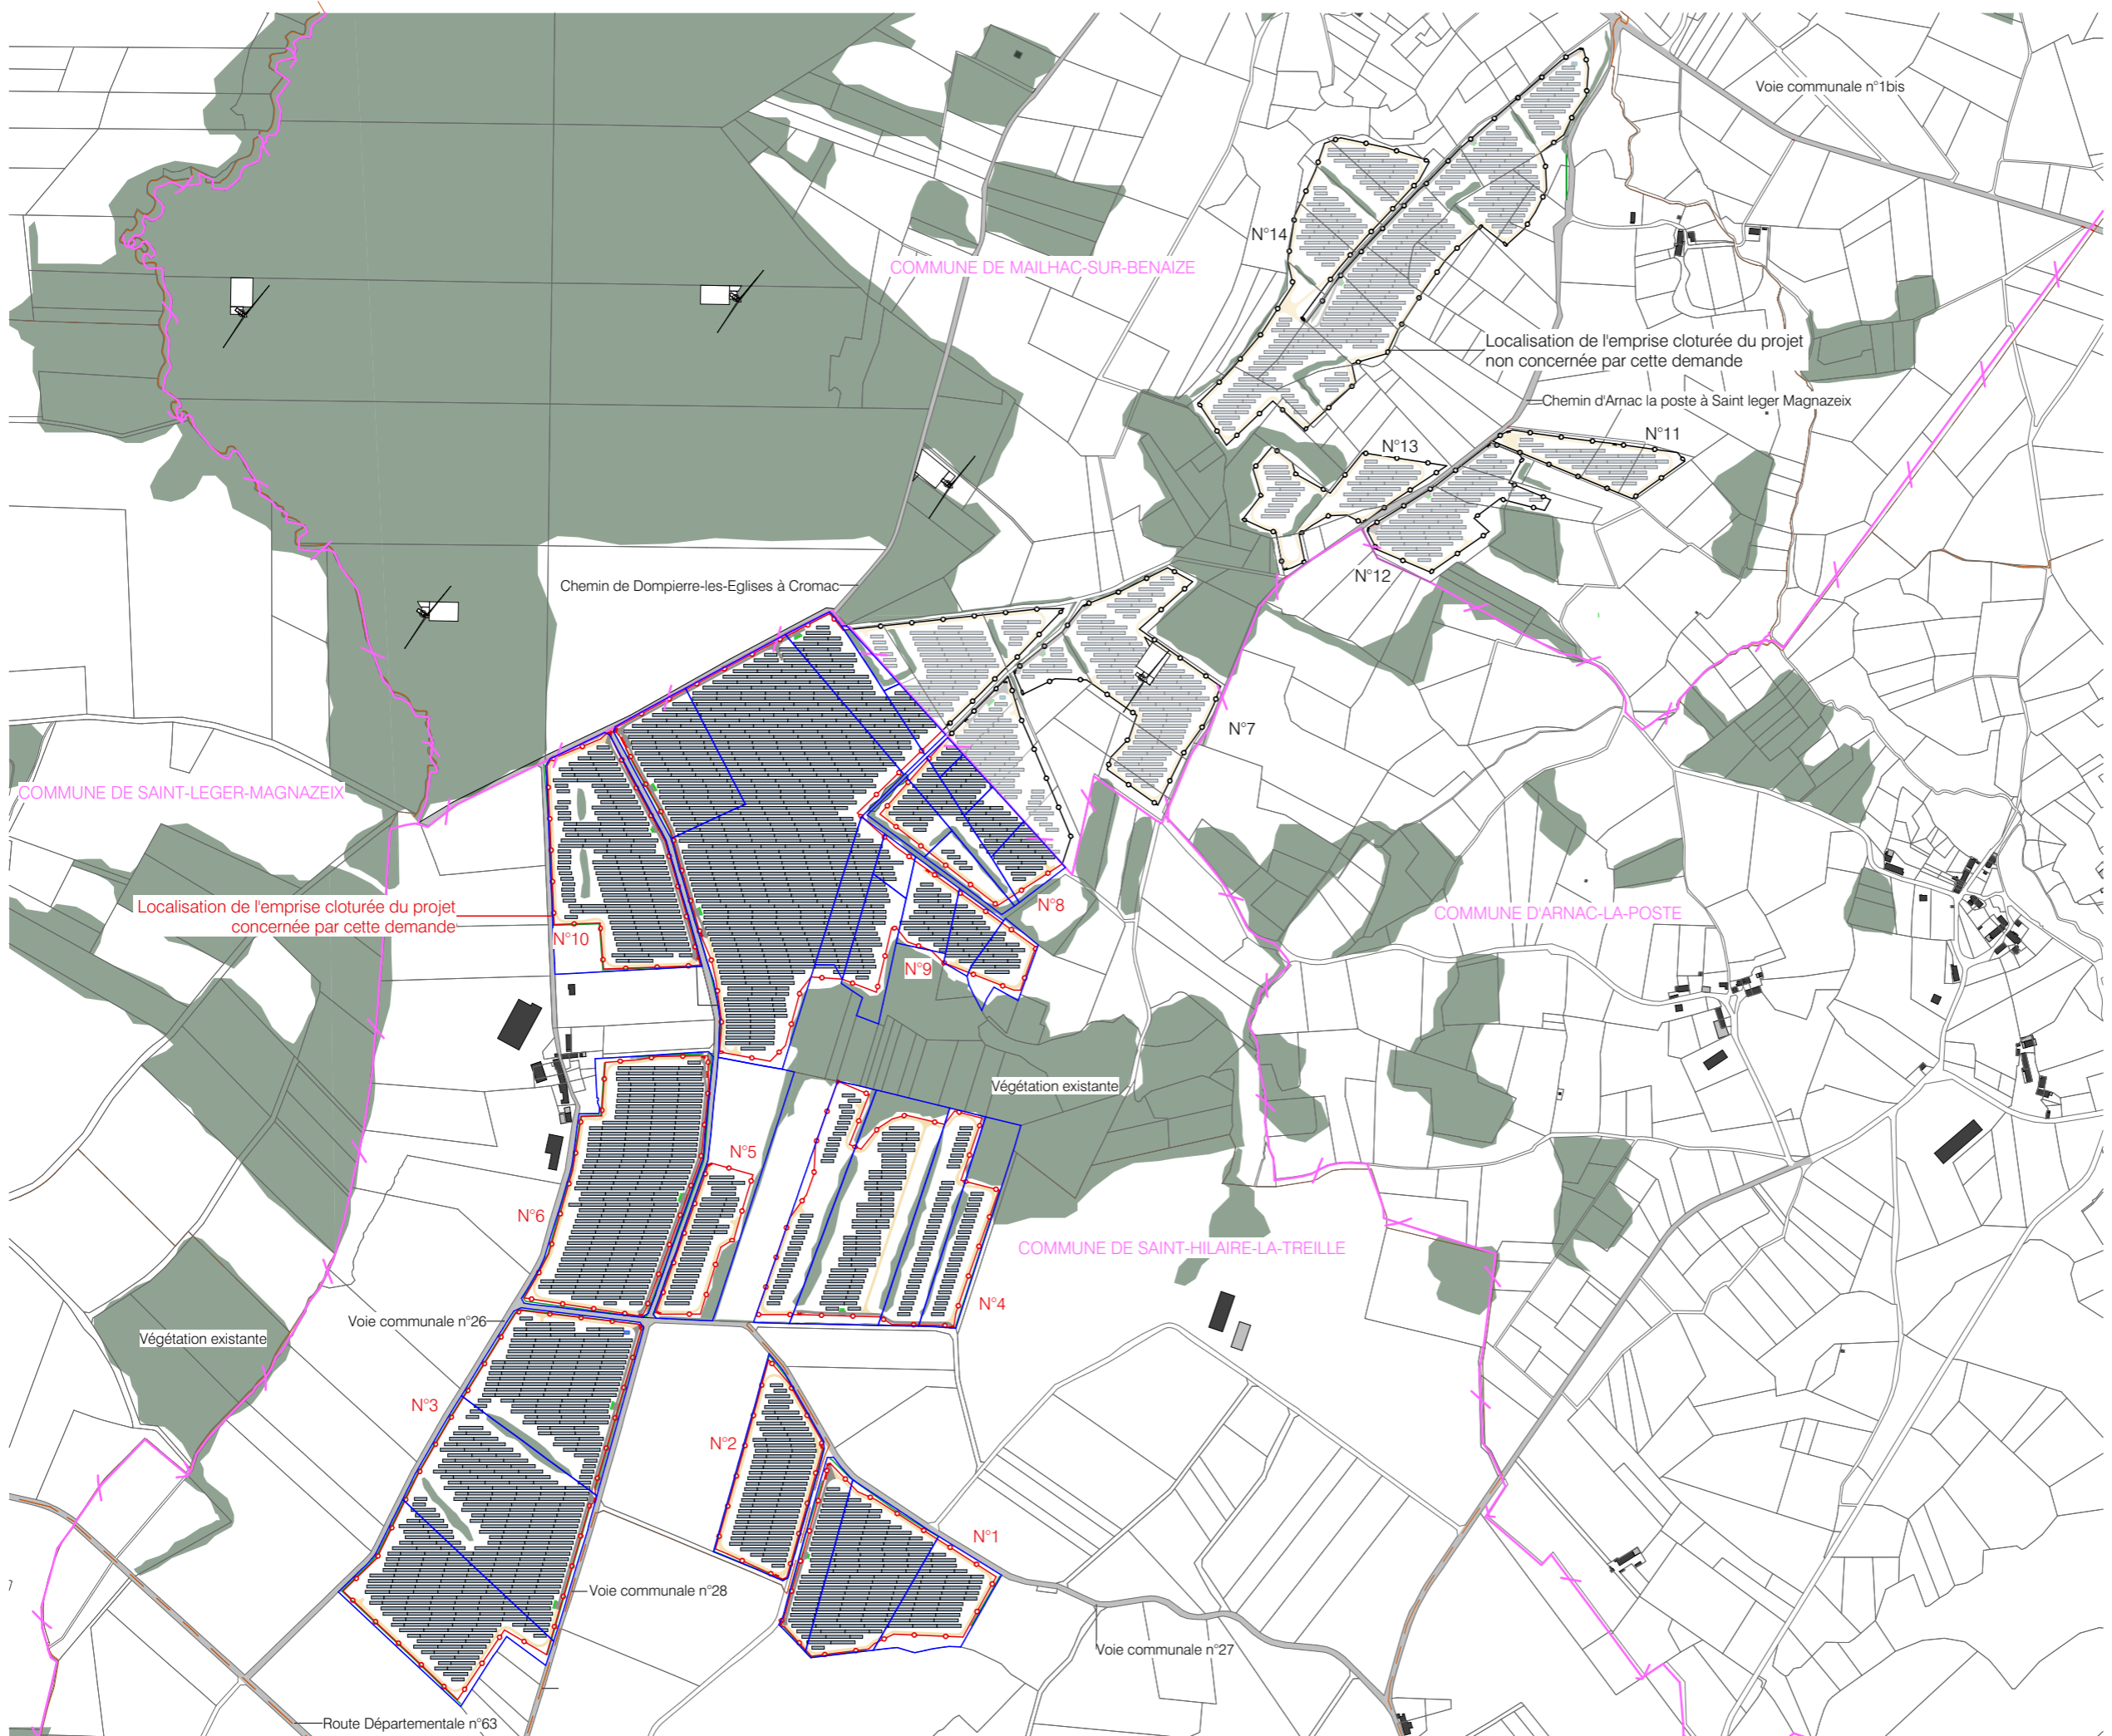 Voie communale n°1bis
N°14
COMMUNE DE MAILHAC-SUR-BENAIZE
Localisation de l'emprise cloturée du projet
non concernée par cette demande
Chemin d'Arnac la poste à Saint leger Magnazeix
N°11
N°13
N°12
Chemin de Dompierre-les-Eglises à Cromac
N°7
COMMUNE DE SAINT-LEGER-MAGNAZEIX
Localisation de l'emprise cloturée du projet
concernée par cette demande
N°8
COMMUNE D'ARNAC-LA-POSTE
N°10
N°9
Végétation existante
N°5
N°6
COMMUNE DE SAINT-HILAIRE-LA-TREILLE
N°4
Voie communale n°26
Végétation existante
N°3
N°2
N°1
Voie communale n°28
Voie communale n°27
Route Départementale n°63